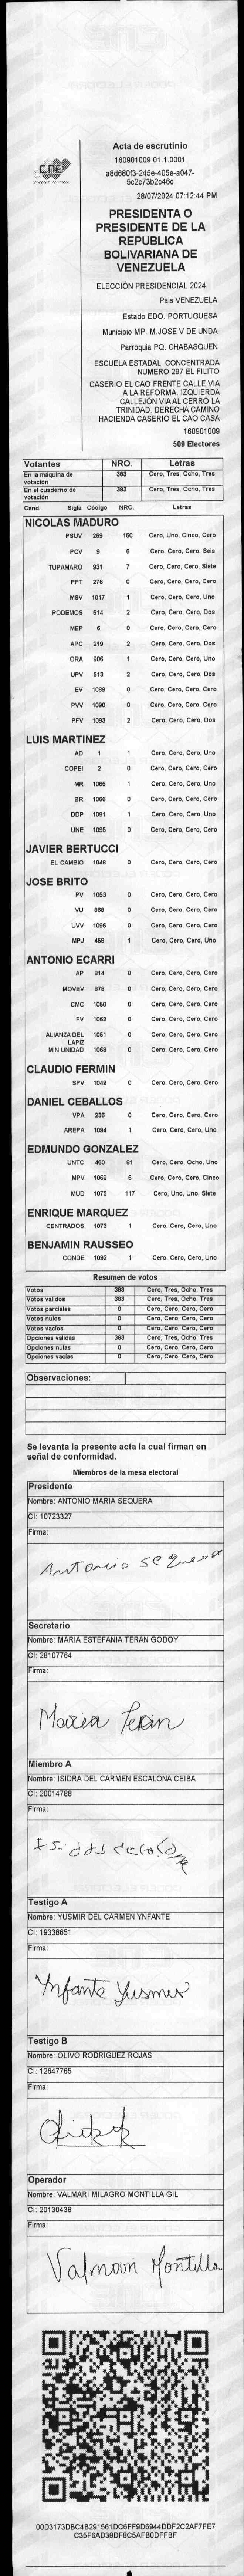 Acta de escrutinio
160901009.01.1.0001
a8d680f3-245e-405e-a047-
5c2c73b2c46c
28/07/2024 07:12:44 PM
CNE
PRESIDENTA O
PRESIDENTE DE LA
REPUBLICA
BOLIVARIANA DE
VENEZUELA
ELECCIÓN PRESIDENCIAL 2024
Pais VENEZUELA
Estado EDO. PORTUGUESA
Municipio MP. M.JOSE V DE UNDA
Parroquia PQ. CHABASQUEN
ESCUELA ESTADAL CONCENTRADA
NUMERO 297 EL FILITO
CASERIO EL CAO FRENTE CALLE VIA
A LA REFORMA. IZQUIERDA
CALLEJÓN VIA AL CERRO LA
TRINIDAD. DERECHA CAMINO
HACIENDA CASERIO EL CAO CASA
160901009
509 Electores
Votantes NRO. Letras
En la máquina de votación 383 Cero, Tres, Ocho, Tres
En el cuaderno de votación 383 Cero, Tres, Ocho, Tres
Cand. Sigla Código NRO. Letras
NICOLAS MADURO
PSUV 269 150 Cero, Uno, Cinco, Cero
PCV 9 6 Cero, Cero, Cero, Seis
TUPAMARO 931 7 Cero, Cero, Cero, Siete
PPT 276 0 Cero, Cero, Cero, Cero
MSV 1017 1 Cero, Cero, Cero, Uno
PODEMOS 514 2 Cero, Cero, Cero, Dos
MEP 6 0 Cero, Cero, Cero, Cero
APC 219 2 Cero, Cero, Cero, Dos
ORA 906 1 Cero, Cero, Cero, Uno
UPV 513 2 Cero, Cero, Cero, Dos
EV 1089 0 Cero, Cero, Cero, Cero
PVV 1090 0 Cero, Cero, Cero, Cero
PFV 1093 2 Cero, Cero, Cero, Dos
LUIS MARTINEZ
AD 1 1 Cero, Cero, Cero, Uno
COPEI 2 0 Cero, Cero, Cero, Cero
MR 1065 1 Cero, Cero, Cero, Uno
BR 1066 0 Cero, Cero, Cero, Cero
DDP 1091 1 Cero, Cero, Cero, Uno
UNE 1095 0 Cero, Cero, Cero, Cero
JAVIER BERTUCCI
EL CAMBIO 1048 0 Cero, Cero, Cero, Cero
JOSE BRITO
PV 1053 0 Cero, Cero, Cero, Cero
VU 868 0 Cero, Cero, Cero, Cero
UVV 1096 0 Cero, Cero, Cero, Cero
MPJ 458 1 Cero, Cero, Cero, Uno
ANTONIO ECARRI
AP 814 0 Cero, Cero, Cero, Cero
MOVEV 878 0 Cero, Cero, Cero, Cero
CMC 1050 0 Cero, Cero, Cero, Cero
FV 1062 0 Cero, Cero, Cero, Cero
ALIANZA DEL LAPIZ 1051 0 Cero, Cero, Cero, Cero
MIN UNIDAD 1058 0 Cero, Cero, Cero, Cero
CLAUDIO FERMIN
SPV 1049 0 Cero, Cero, Cero, Cero
DANIEL CEBALLOS
VPA 236 0 Cero, Cero, Cero, Cero
AREPA 1094 1 Cero, Cero, Cero, Uno
EDMUNDO GONZALEZ
UNTC 460 81 Cero, Cero, Ocho, Uno
MPV 1069 5 Cero, Cero, Cero, Cinco
MUD 1075 117 Cero, Uno, Uno, Siete
ENRIQUE MARQUEZ
CENTRADOS 1073 1 Cero, Cero, Cero, Uno
BENJAMIN RAUSSEO
CONDE 1092 1 Cero, Cero, Cero, Uno
Resumen de votos
Votos 383 Cero, Tres, Ocho, Tres
Votos validos 383 Cero, Tres, Ocho, Tres
Votos parciales 0 Cero, Cero, Cero, Cero
Votos nulos 0 Cero, Cero, Cero, Cero
Votos vacios 0 Cero, Cero, Cero, Cero
Opciones validas 383 Cero, Tres, Ocho, Tres
Opciones nulas 0 Cero, Cero, Cero, Cero
Opciones vacias 0 Cero, Cero, Cero, Cero
Observaciones:
Se levanta la presente acta la cual firman en
señal de conformidad.
Miembros de la mesa electoral
Presidente
Nombre: ANTONIO MARIA SEQUERA
CI: 10723327
Firma:
Antonio Sequera
Secretario
Nombre: MARIA ESTEFANIA TERAN GODOY
CI: 28107764
Firma:
Maria Teran
Miembro A
Nombre: ISIDRA DEL CARMEN ESCALONA CEIBA
CI: 20014788
Firma:
Testigo A
Nombre: YUSMIR DEL CARMEN YNFANTE
CI: 19338651
Firma:
Ynfante Yusmir
Testigo B
Nombre: OLIVO RODRIGUEZ ROJAS
CI: 12647765
Firma:
Operador
Nombre: VALMARI MILAGRO MONTILLA GIL
CI: 20130438
Firma:
Valmari Montilla
00D3173DBC4B291561DC6FF9D6944DDF2C2AF7FE7
C35F6AD39DF8C5AFB0DFFBF